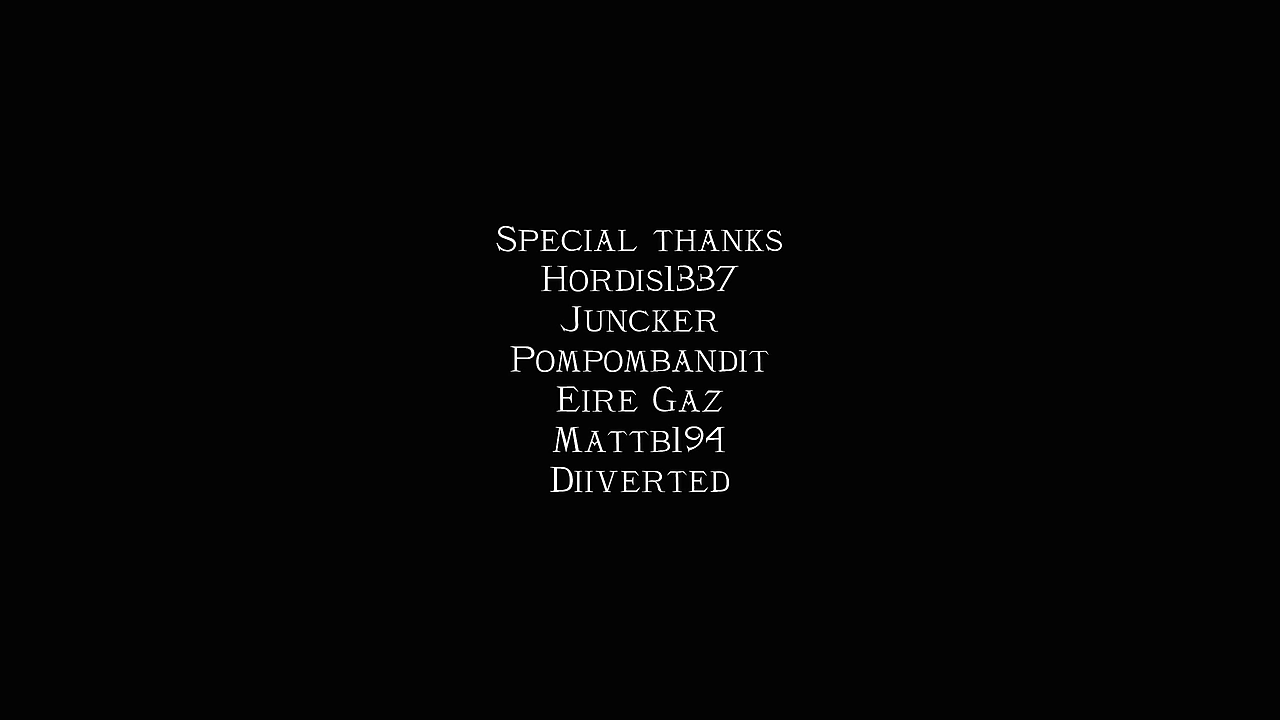 Special thanks
Hordis1337
Juncker
Pompombandit
Eire Gaz
Mattb194
Diiverted